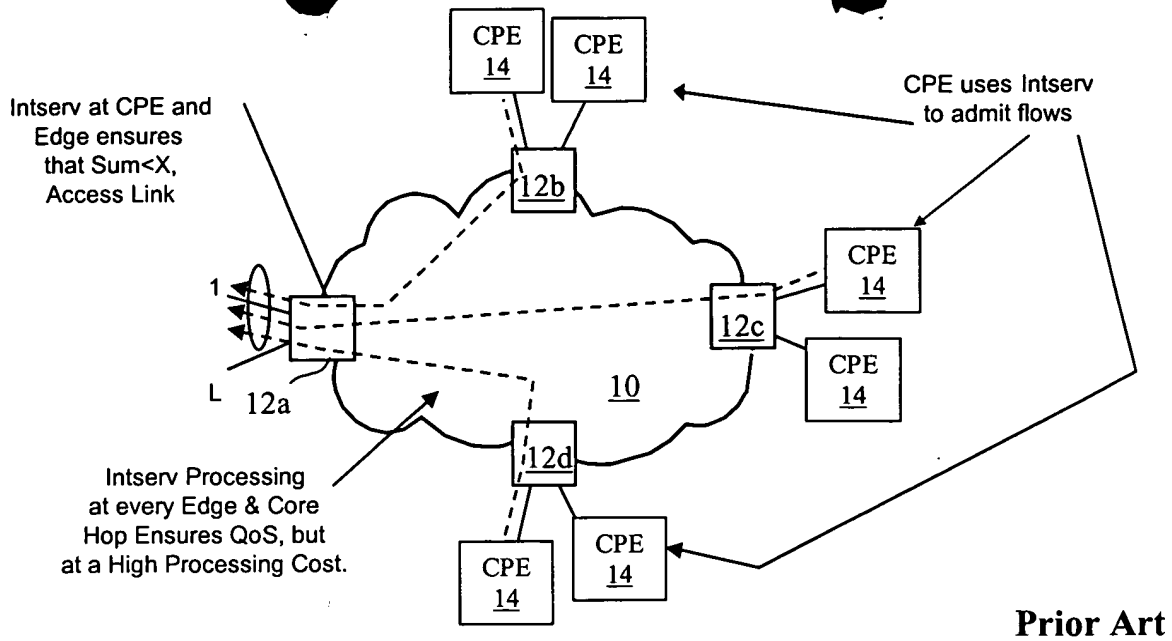 CPE
14
CPE
14
Intserv at CPE and
Edge ensures
that Sum<X,
Access Link
CPE uses Intserv
to admit flows
12b
CPE
14
1
12c
L
12a
10
CPE
14
12d
Intserv Processing
at every Edge & Core
Hop Ensures QoS, but
at a High Processing Cost.
CPE
14
CPE
14
Prior Art